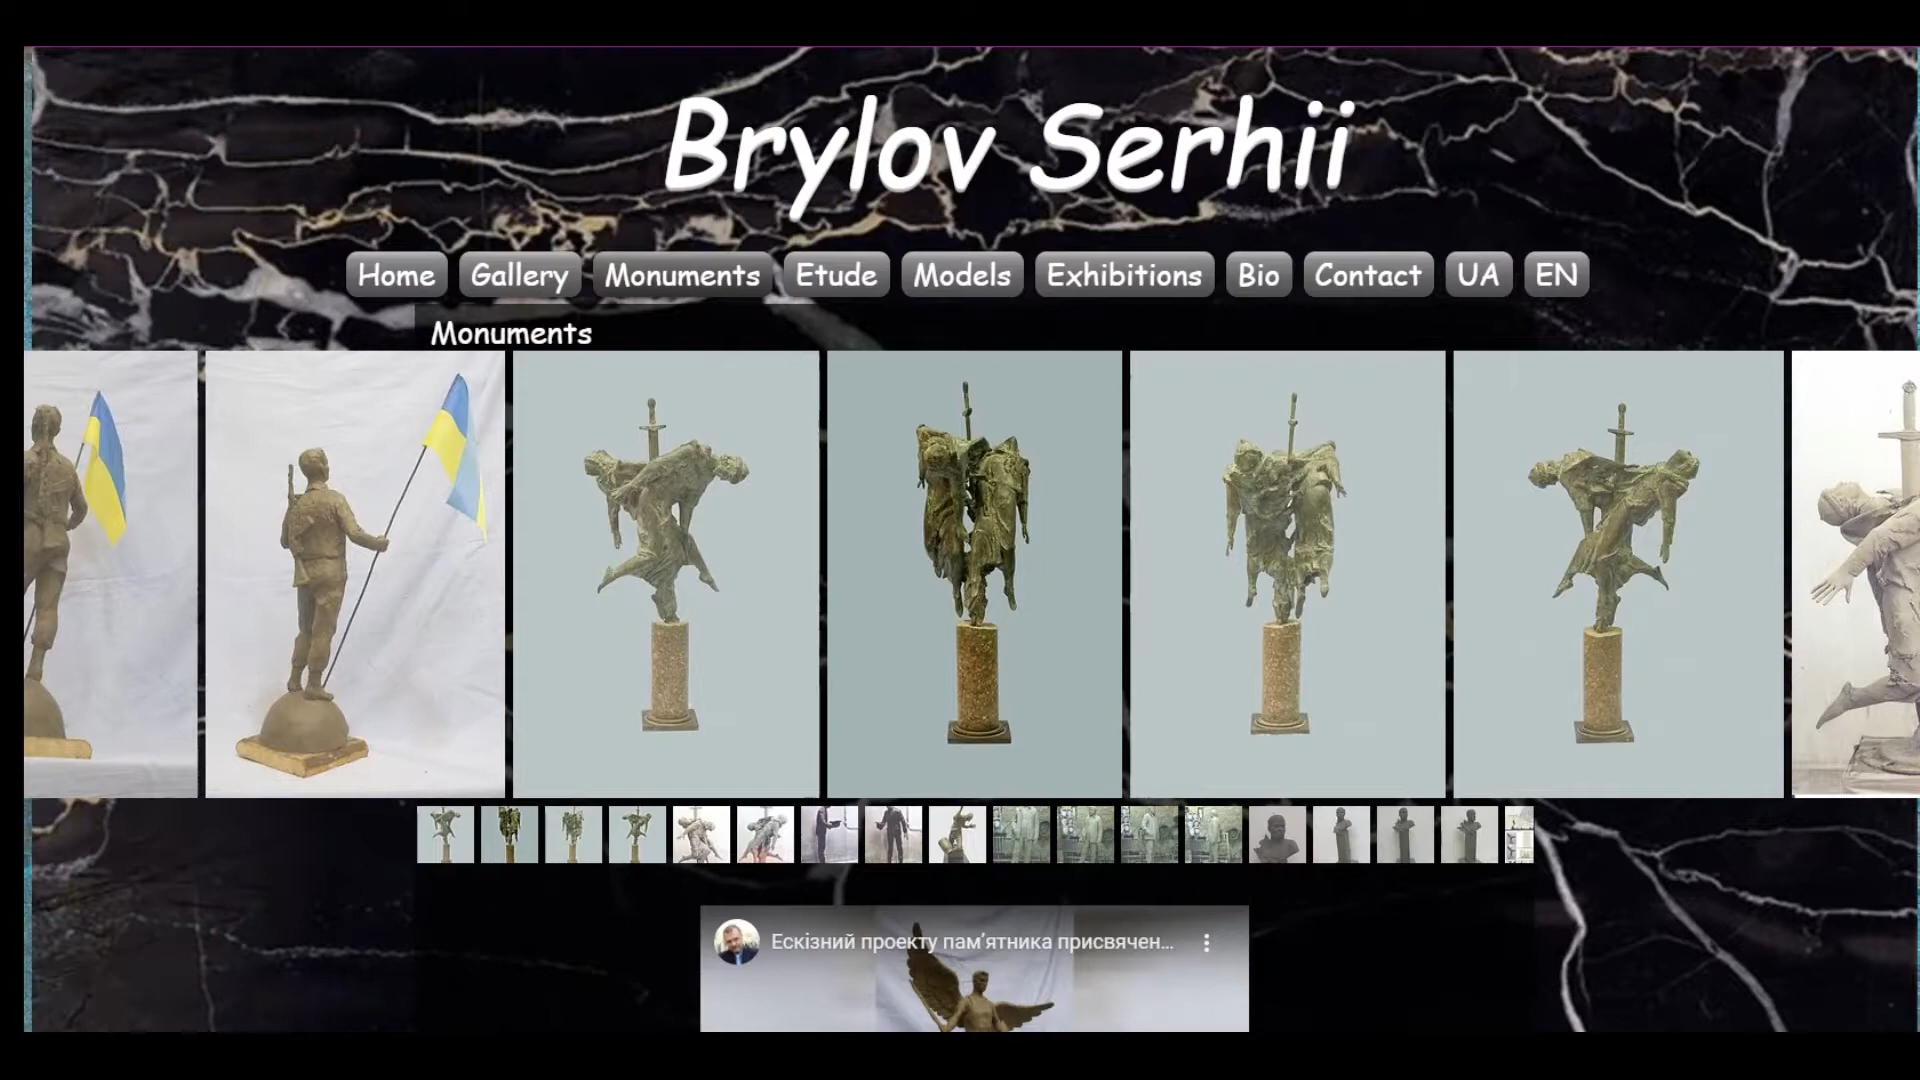 Brylov Serhii
Home Gallery Monuments Etude Models Exhibitions Bio Contact UA EN
Monuments
Ескізний проекту пам’ятника присвячен...